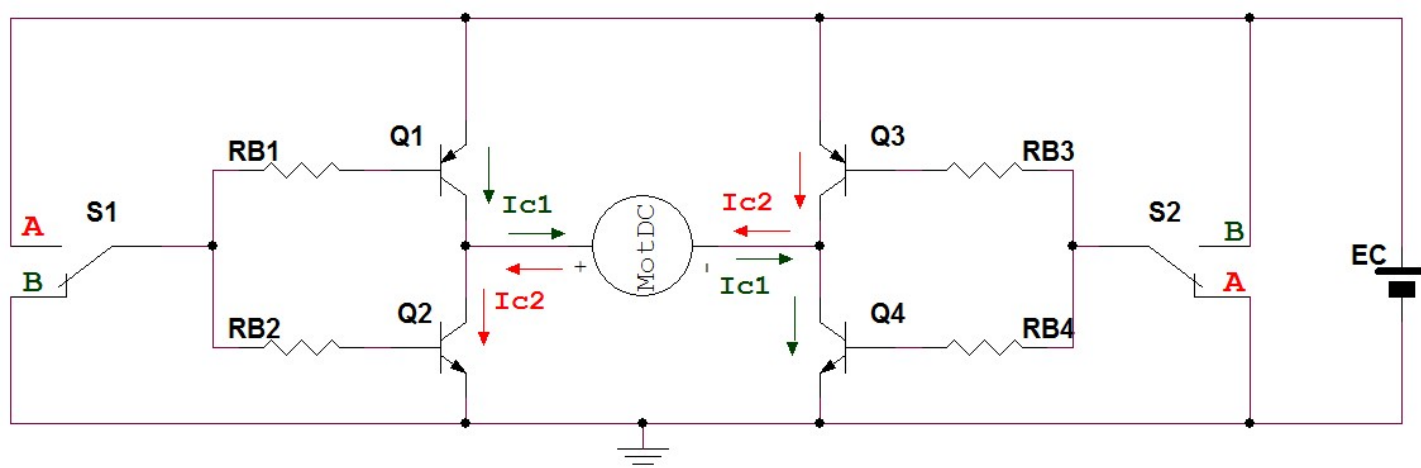 Q1
Q3
RB1
RB3
Ic1
Ic2
S1
S2
A
B
MotDC
B
EC
+
-
B
A
Ic2
Ic1
RB2
Q2
Q4
RB4